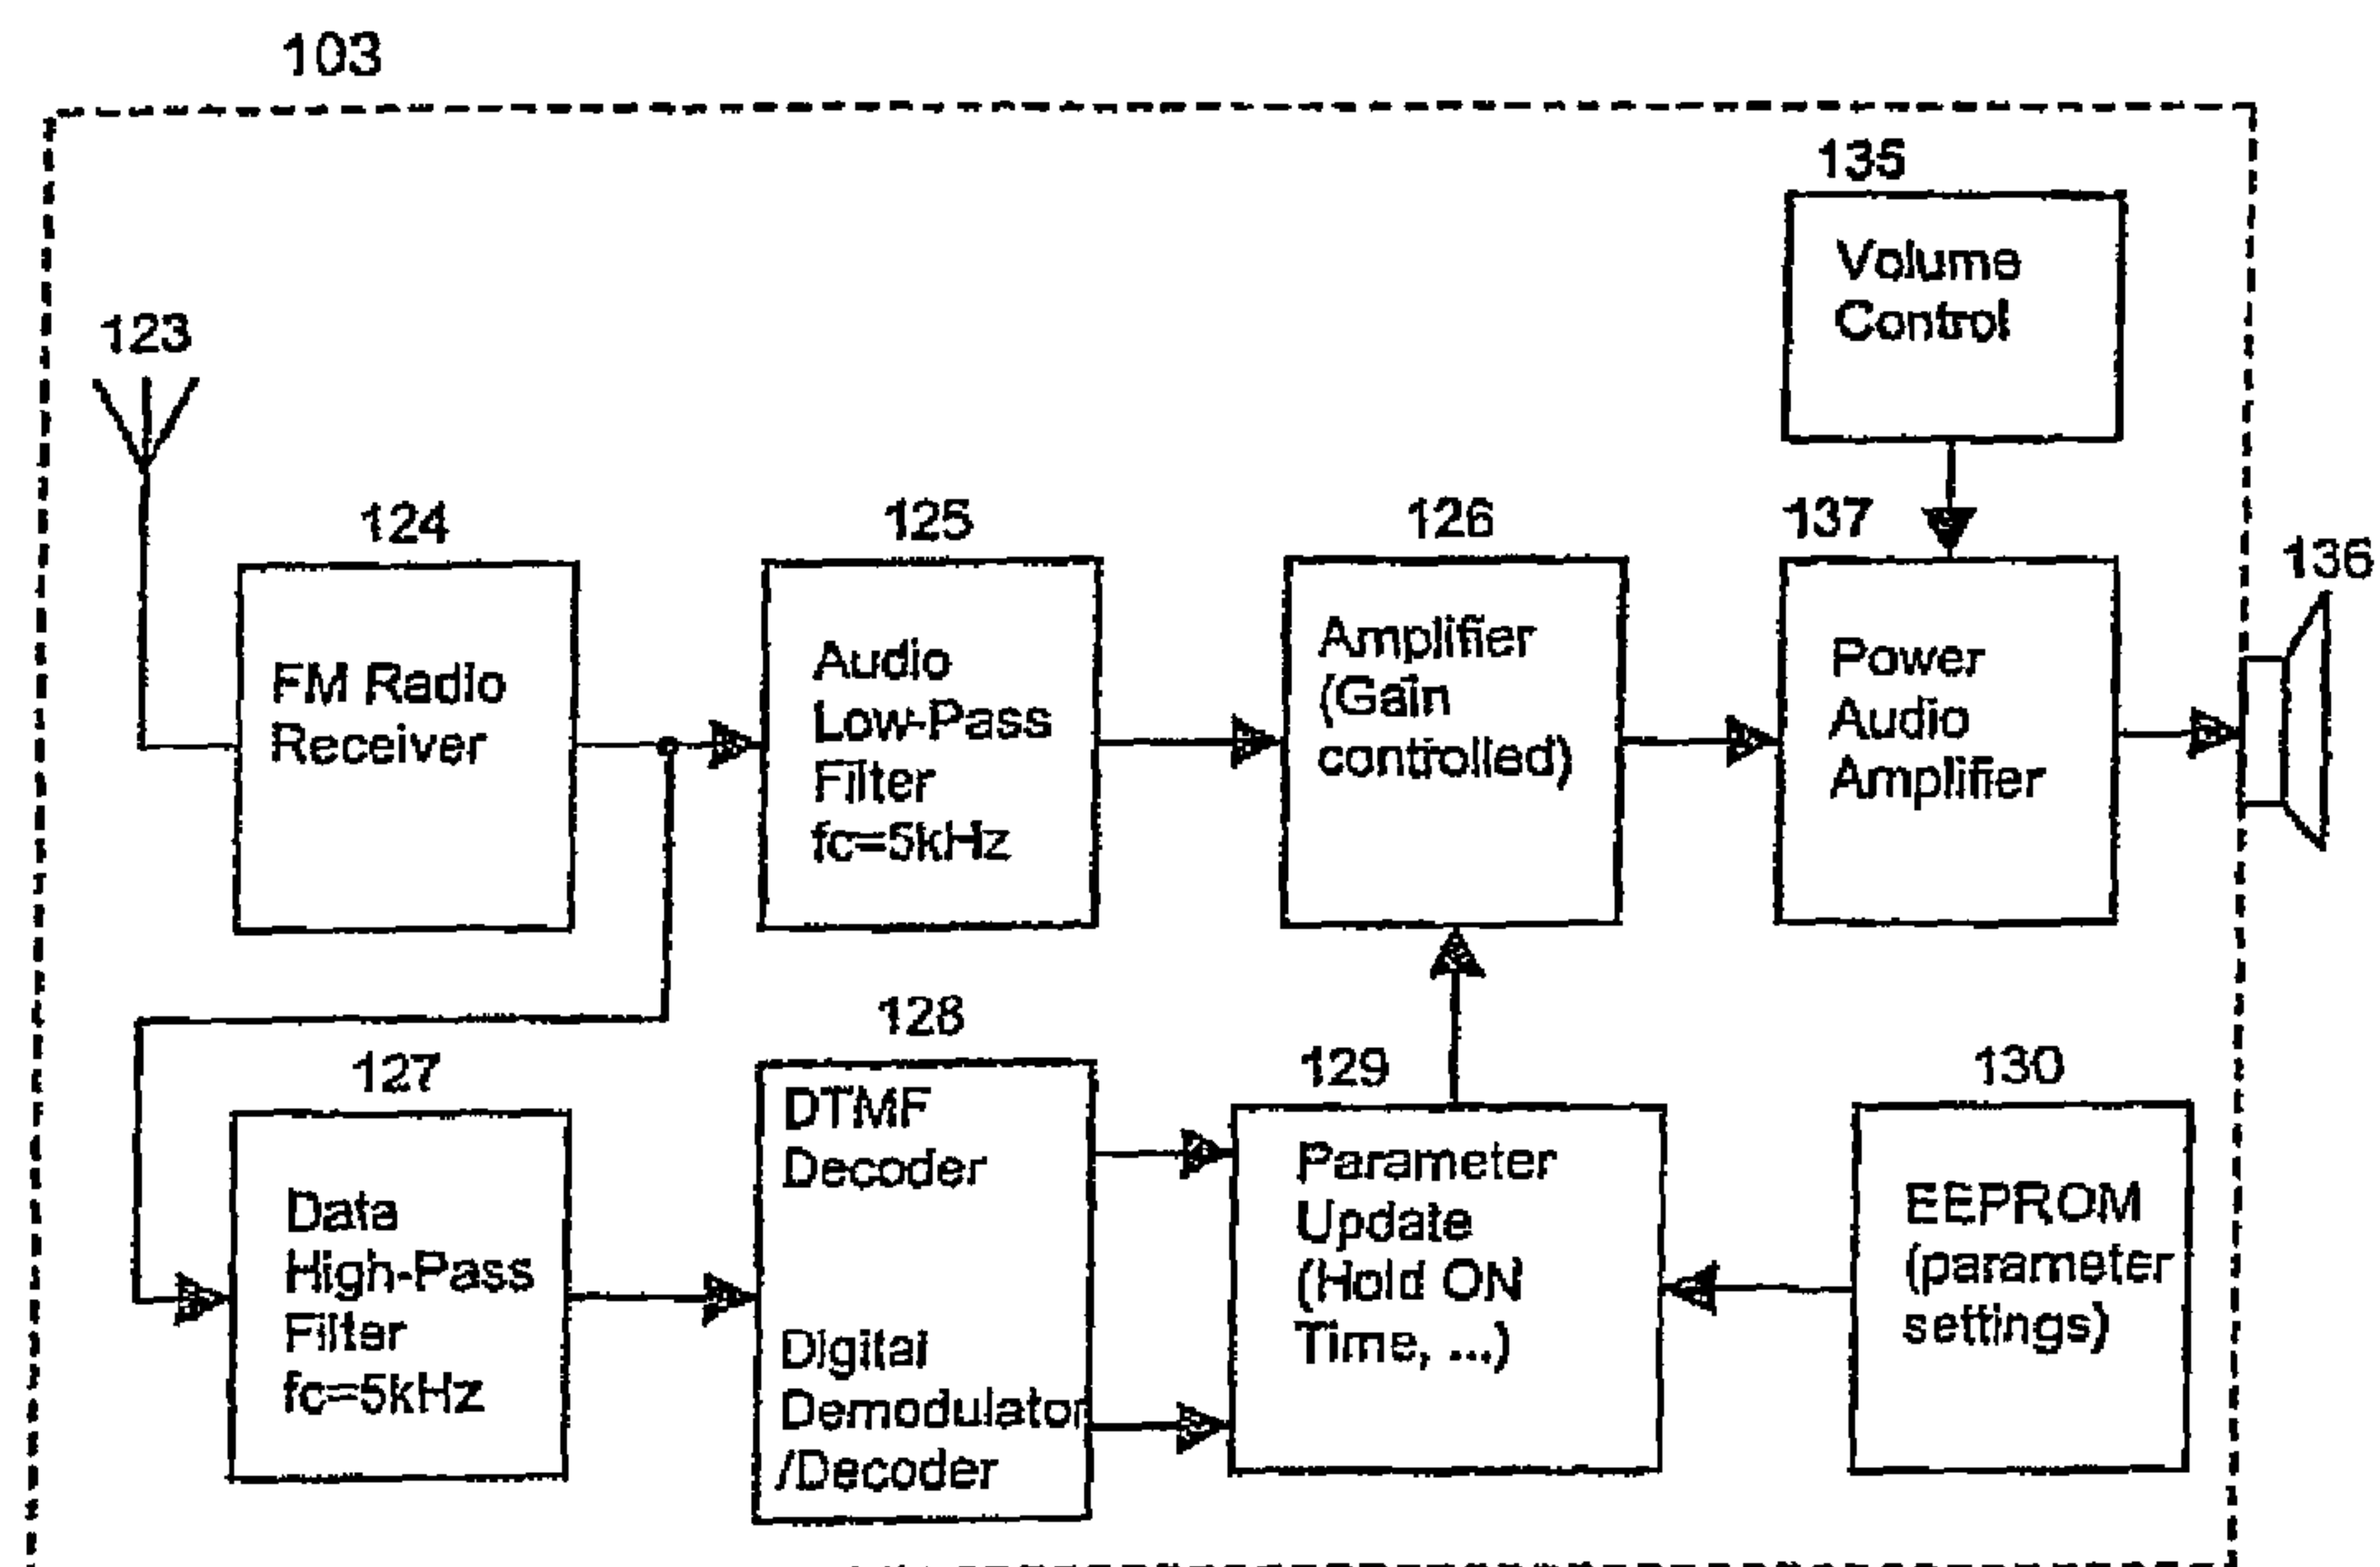 103
135
Volume
Control
123
124
FM Radio
Receiver
125
Audio
Low-Pass
Filter
fc=5kHz
126
Amplifier
(Gain
controlled)
137
Power
Audio
Amplifier
136
127
Data
High-Pass
Filter
fc=5kHz
128
DTMF
Decoder
Digital
Demodulator
/Decoder
129
Parameter
Update
(Hold ON
Time, ...)
130
EEPROM
(parameter
settings)